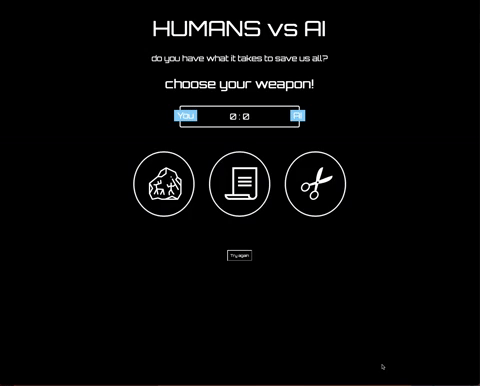 HUMANS vs AI
do you have what it takes to save us all?
choose your weapon!
You 0 : 0 AI
Try again